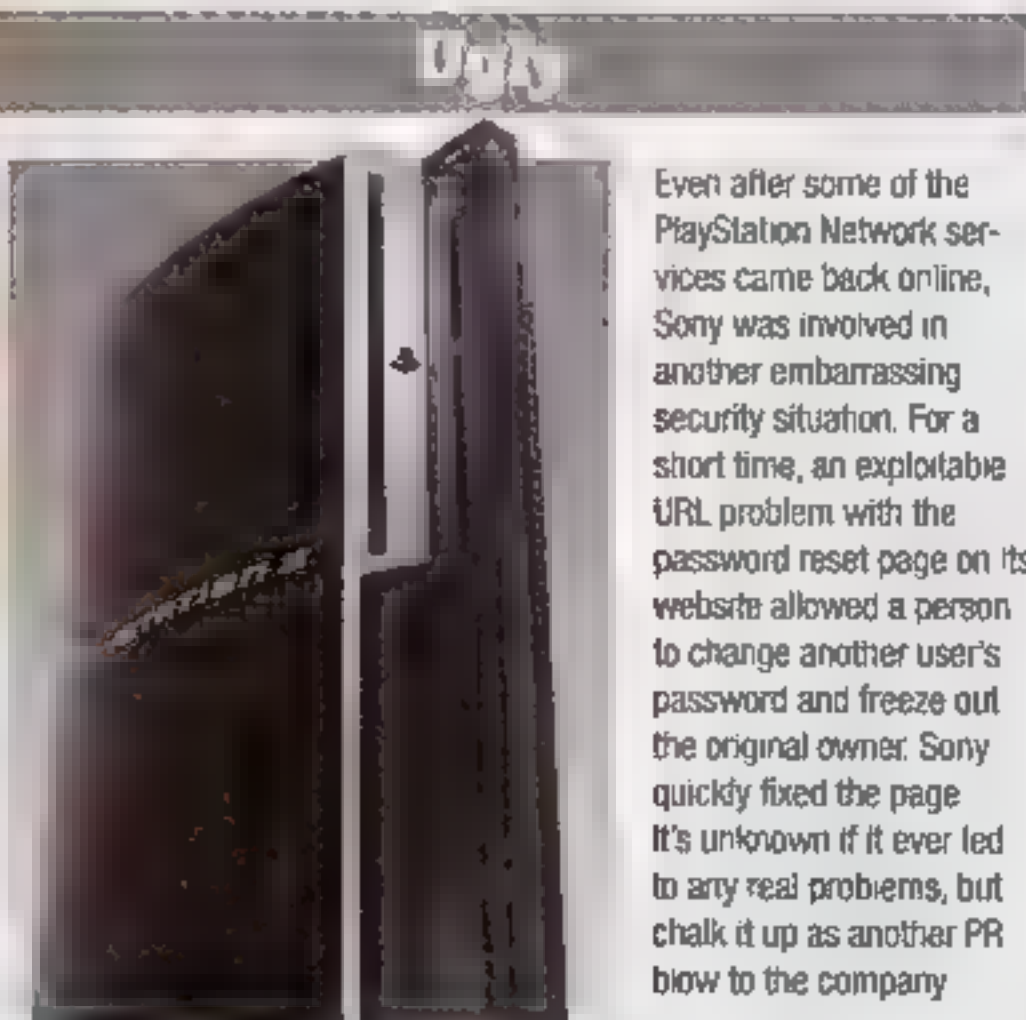 Even after some of the
PlayStation Network ser-
vices came back online,
Sony was involved in
another embarrassing
security situation. For a
short time, an exploitable
URL problem with the
password reset page on its
website allowed a person
to change another user's
password and freeze out
the original owner. Sony
quickly fixed the page
It's unknown if it ever led
to any real problems, but
chalk it up as another PR
blow to the company